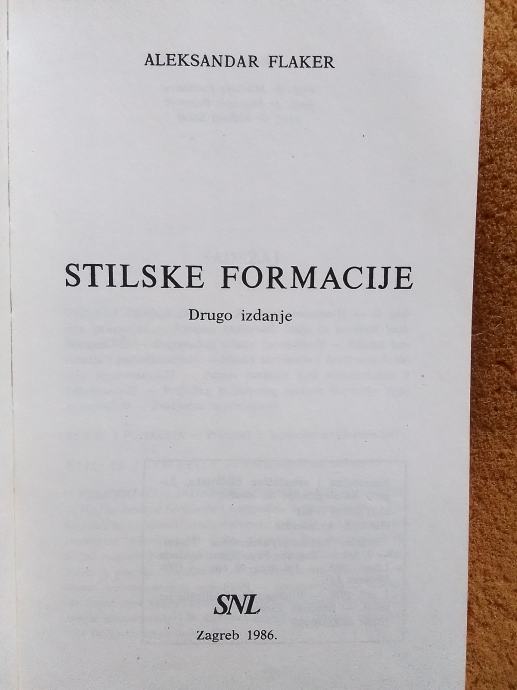 ALEKSANDAR FLAKER
STILSKE FORMACIJE
Drugo izdanje
SNL
Zagreb 1986.